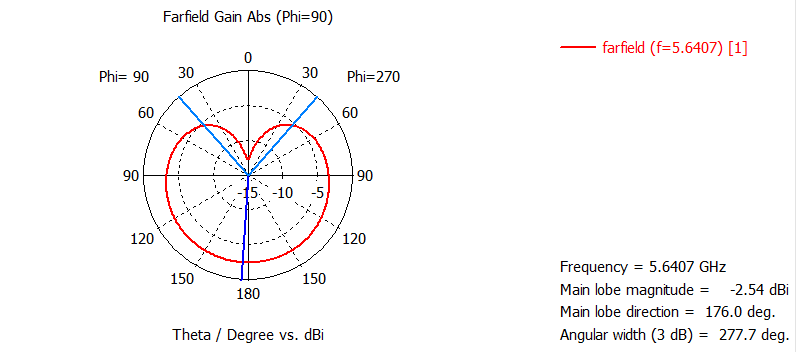 Farfield Gain Abs (Phi=90)
farfield (f=5.6407) [1]
0
Phi= 90 30 30 Phi=270
60 60
90 -15 -10 -5 90
120 120
150 150
180
Frequency = 5.6407 GHz
Main lobe magnitude = -2.54 dBi
Main lobe direction = 176.0 deg.
Angular width (3 dB) = 277.7 deg.
Theta / Degree vs. dBi